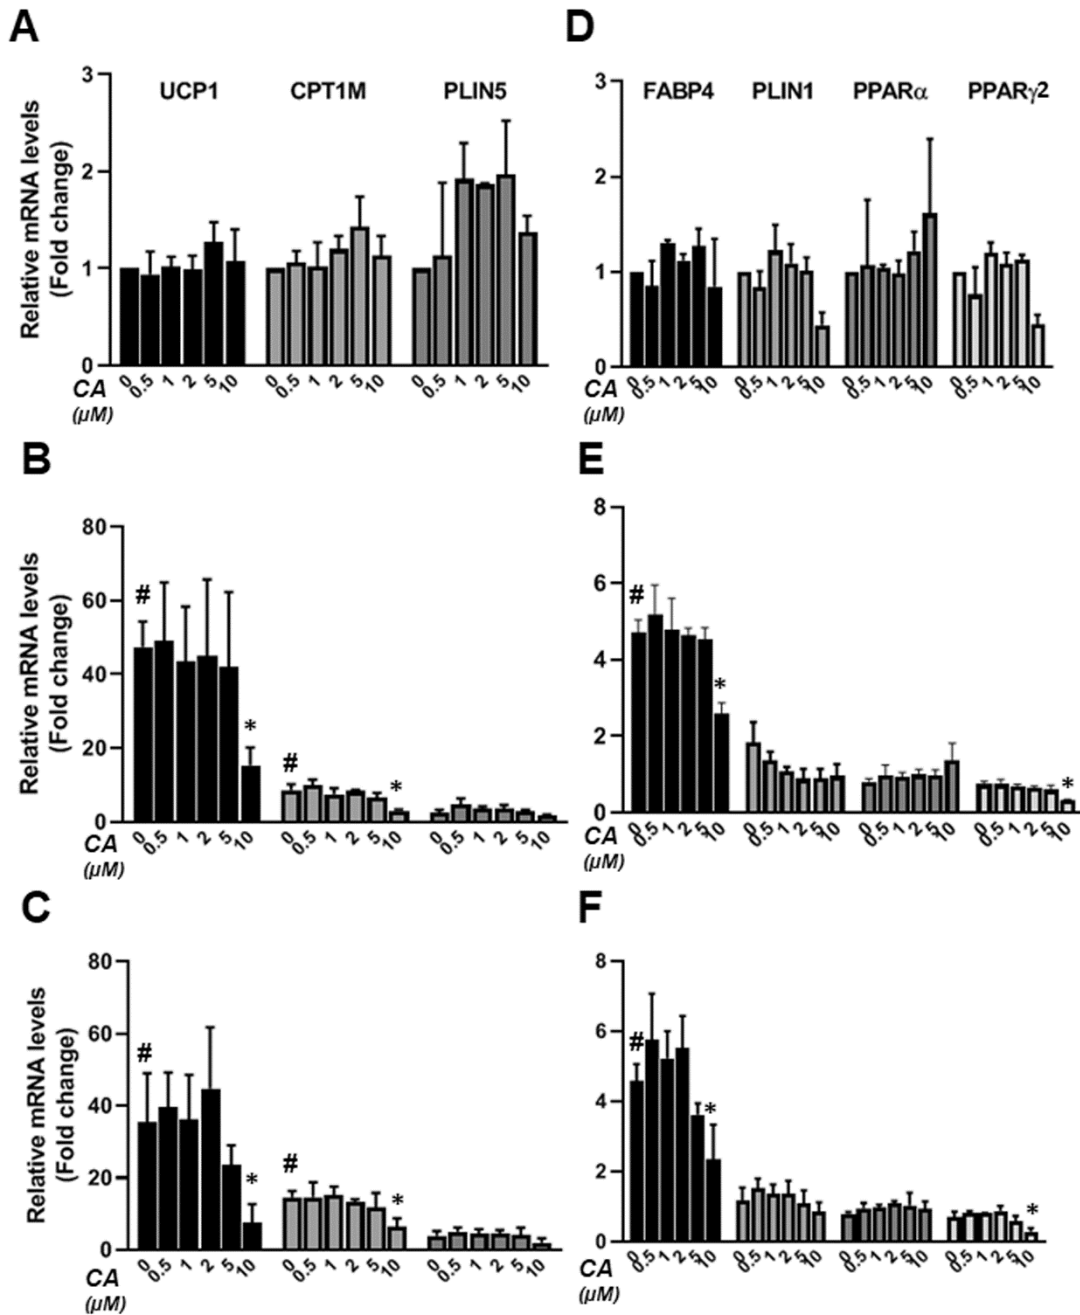 A
Relative mRNA levels
(Fold change)
3
2
1
0
UCP1 CPT1M PLIN5
CA
(µM)
0 0.5 1 2 5 10 0 0.5 1 2 5 10 0 0.5 1 2 5 10
D
3
2
1
0
FABP4 PLIN1 PPARα PPARγ2
CA
(µM)
0 0.5 1 2 5 10 0 0.5 1 2 5 10 0 0.5 1 2 5 10 0 0.5 1 2 5 10
B
Relative mRNA levels
(Fold change)
80
60
40
20
0
# * # *
CA
(µM)
0 0.5 1 2 5 10 0 0.5 1 2 5 10 0 0.5 1 2 5 10
E
8
6
4
2
0
# * *
CA
(µM)
0 0.5 1 2 5 10 0 0.5 1 2 5 10 0 0.5 1 2 5 10 0 0.5 1 2 5 10
C
Relative mRNA levels
(Fold change)
80
60
40
20
0
# * # *
CA
(µM)
0 0.5 1 2 5 10 0 0.5 1 2 5 10 0 0.5 1 2 5 10
F
8
6
4
2
0
# * *
CA
(µM)
0 0.5 1 2 5 10 0 0.5 1 2 5 10 0 0.5 1 2 5 10 0 0.5 1 2 5 10